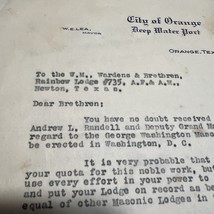 City of Orange
W.E.LEA,
MAYOR
Deep Water Port
ORANGE, TEX
To the W.M., Wardens & Brethren,
Rainbow Lodge #735, A.F.& A.M.,
Newton, Texas.
Dear Brethren:
You have no doubt received
Andrew L. Randell and Deputy Grand Ma
regard to the George Washington Mason
be erected in Washington, D. C.
It is very probable that
your quota for this noble work, but
use every effort in your power to
and put your Lodge on record as be
equal of other Masonic Lodges in